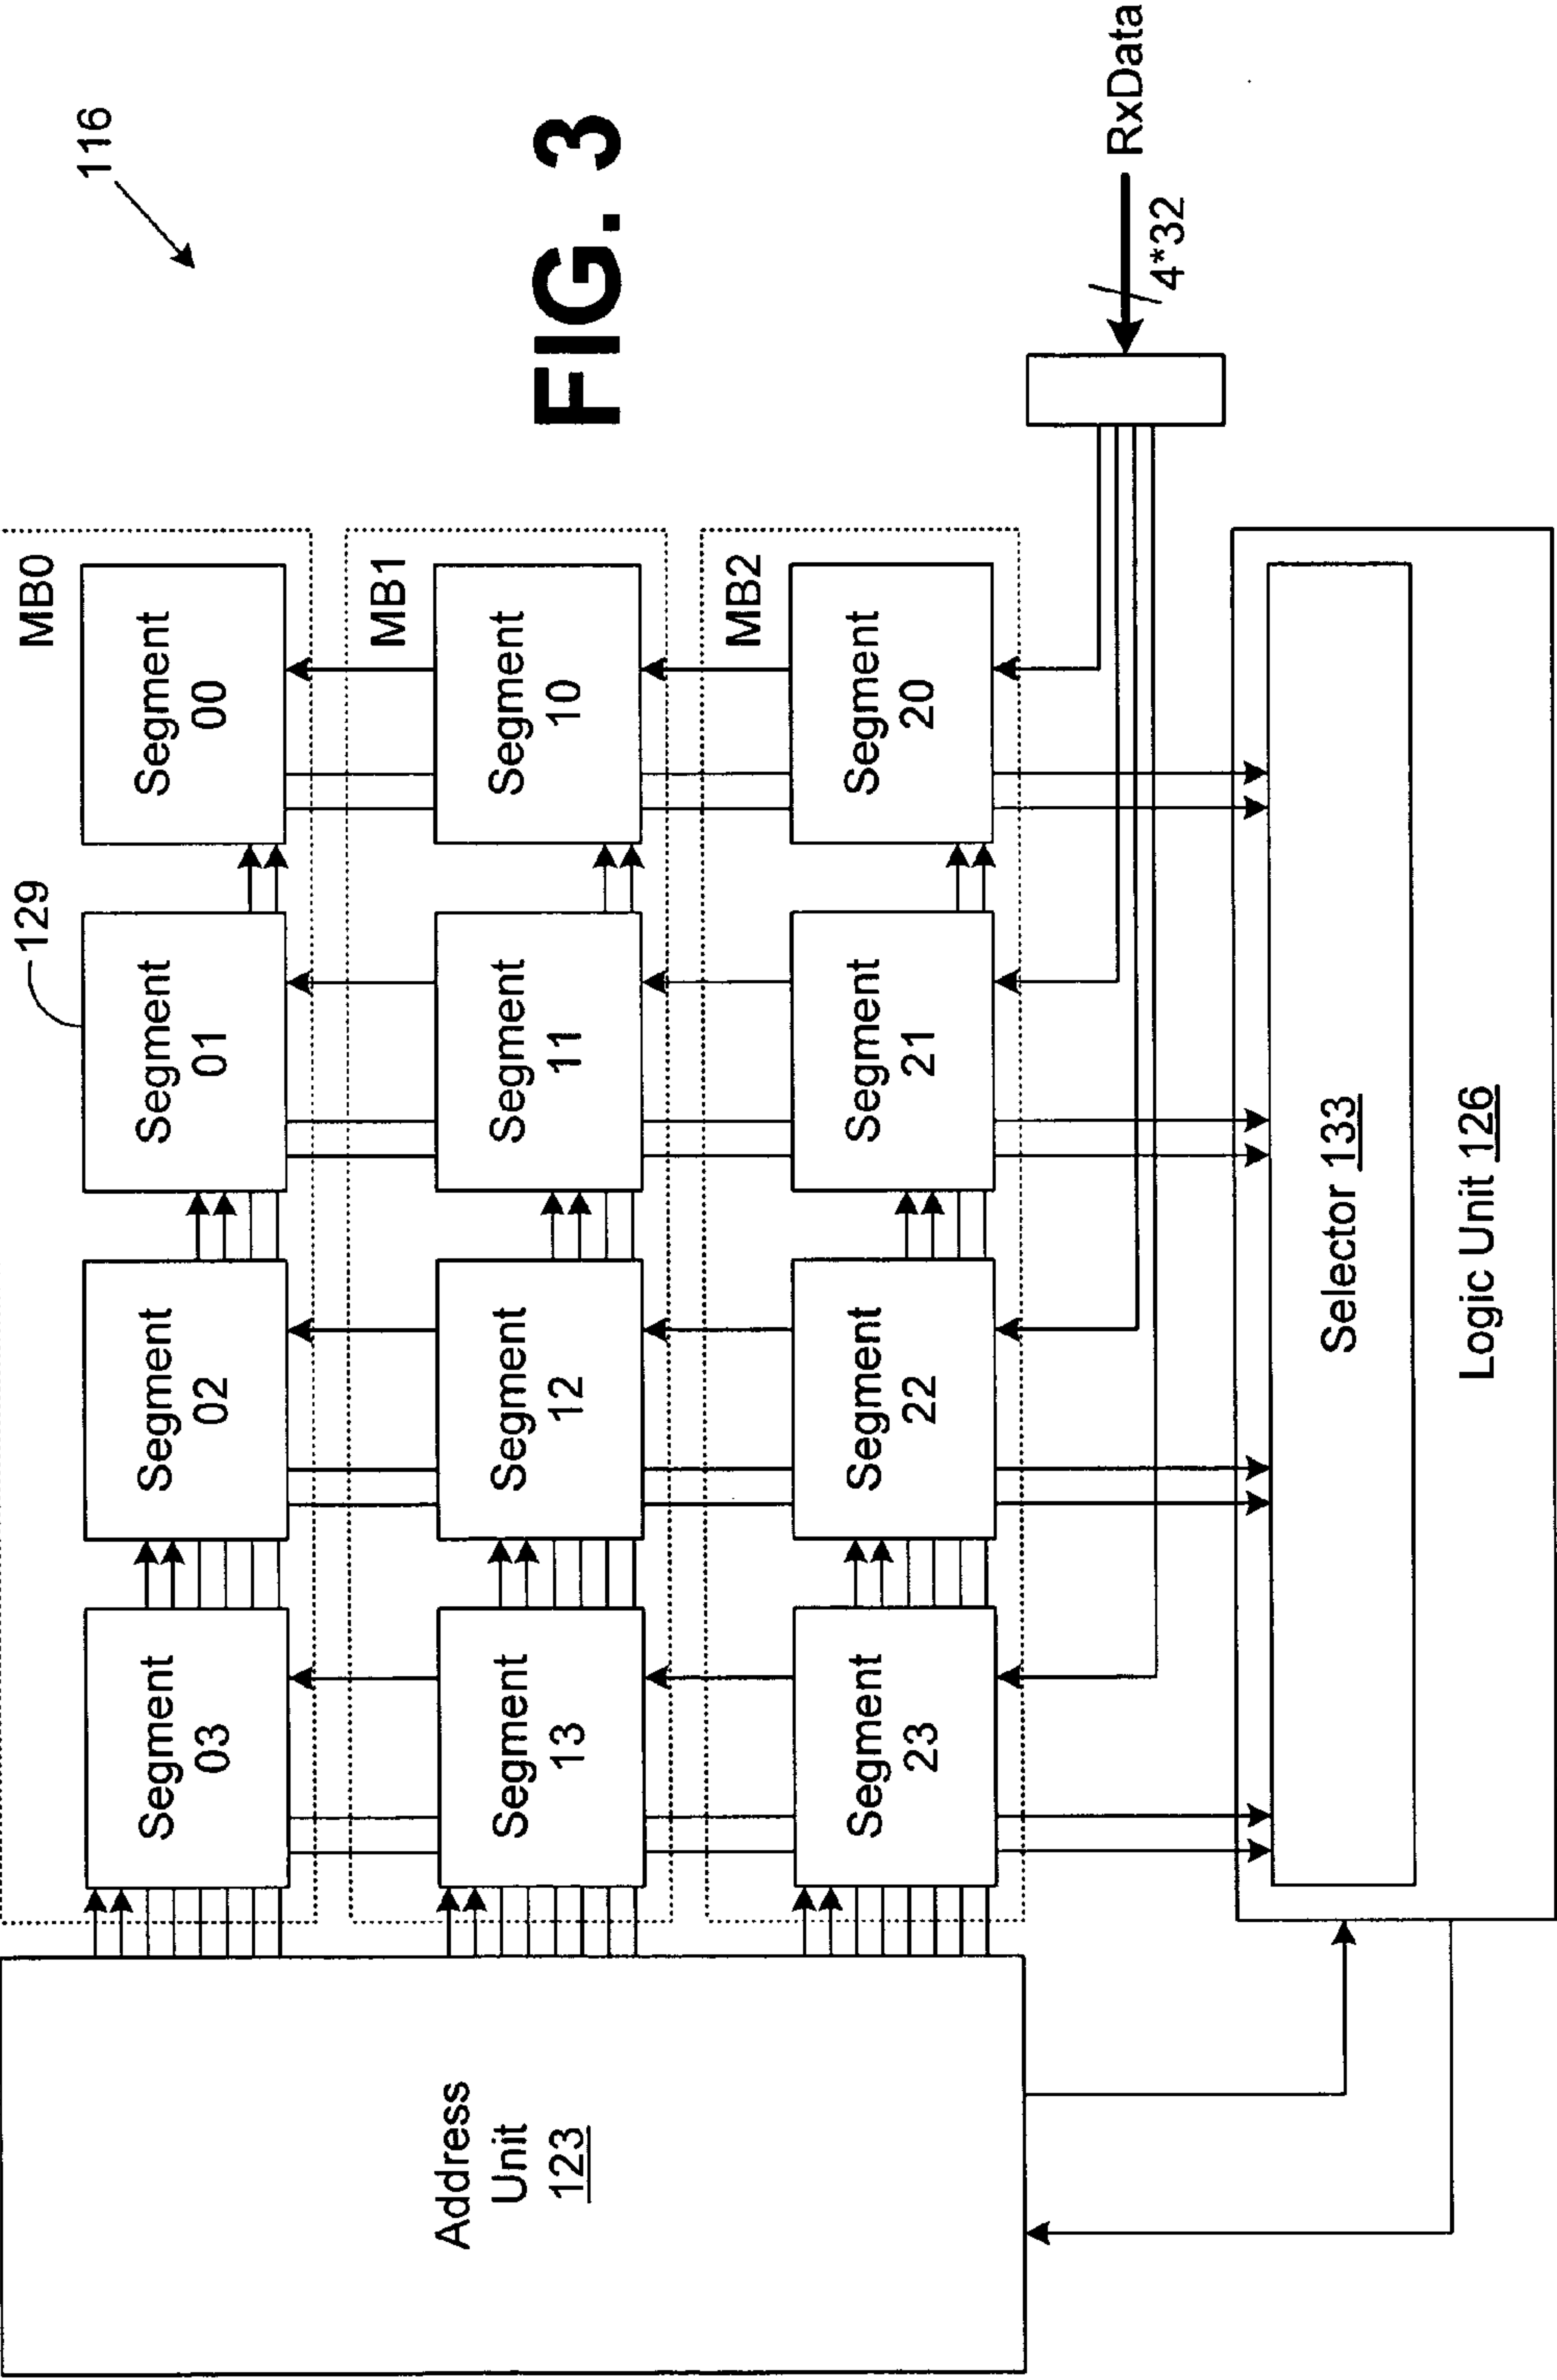 116
FIG. 3
129
MB0
Segment
03
Segment
02
Segment
01
Segment
00
MB1
Segment
13
Segment
12
Segment
11
Segment
10
MB2
Segment
23
Segment
22
Segment
21
Segment
20
Address
Unit
123
RxData
4*32
Selector 133
Logic Unit 126